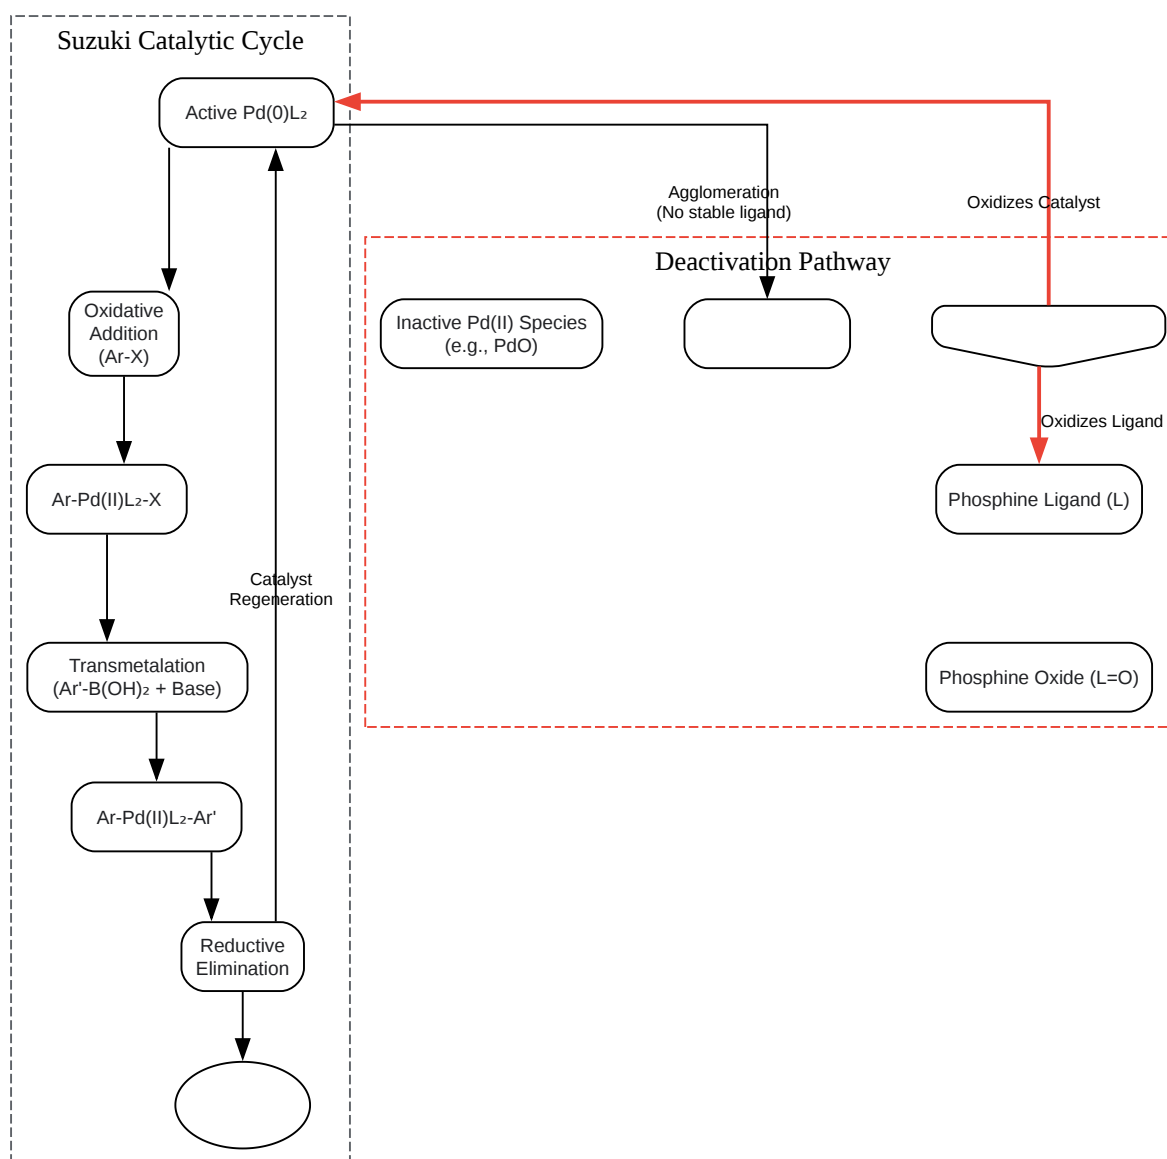 Suzuki Catalytic Cycle
Active Pd(0)L₂
Agglomeration
(No stable ligand)
Oxidizes Catalyst
Deactivation Pathway
Oxidative
Addition
(Ar-X)
Inactive Pd(II) Species
(e.g., PdO)
Oxidizes Ligand
Ar-Pd(II)L₂-X
Phosphine Ligand (L)
Catalyst
Regeneration
Transmetalation
(Ar'-B(OH)₂ + Base)
Phosphine Oxide (L=O)
Ar-Pd(II)L₂-Ar'
Reductive
Elimination